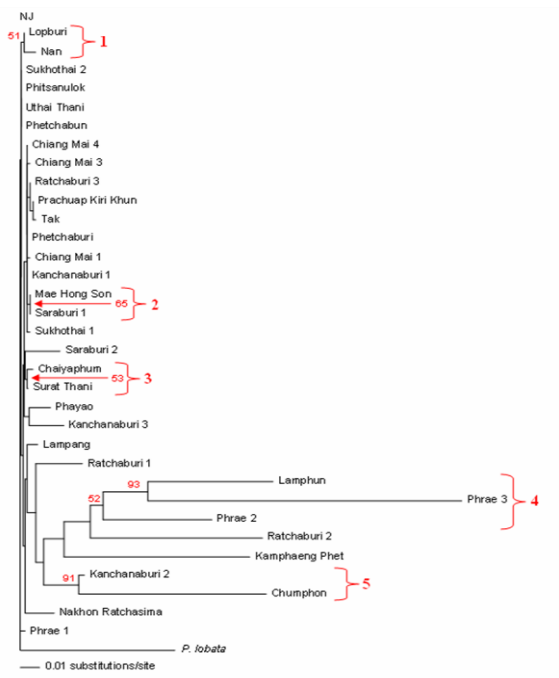 NJ
51 Lopburi
Nan
1
Sukhothai 2
Phitsanulok
Uthai Thani
Phetchabun
Chiang Mai 4
Chiang Mai 3
Ratchaburi 3
Prachuap Kiri Khun
Tak
Phetchaburi
Chiang Mai 1
Kanchanaburi 1
Mae Hong Son
65 2
Saraburi 1
Sukhothai 1
Saraburi 2
Chaiyaphum
53 3
Surat Thani
Phayao
Kanchanaburi 3
Lampang
Ratchaburi 1
93 Lamphun
52 Phrae 3 4
Phrae 2
Ratchaburi 2
Kamphaeng Phet
91 Kanchanaburi 2
5
Chumphon
Nakhon Ratchasima
Phrae 1
P. lobata
0.01 substitutions/site